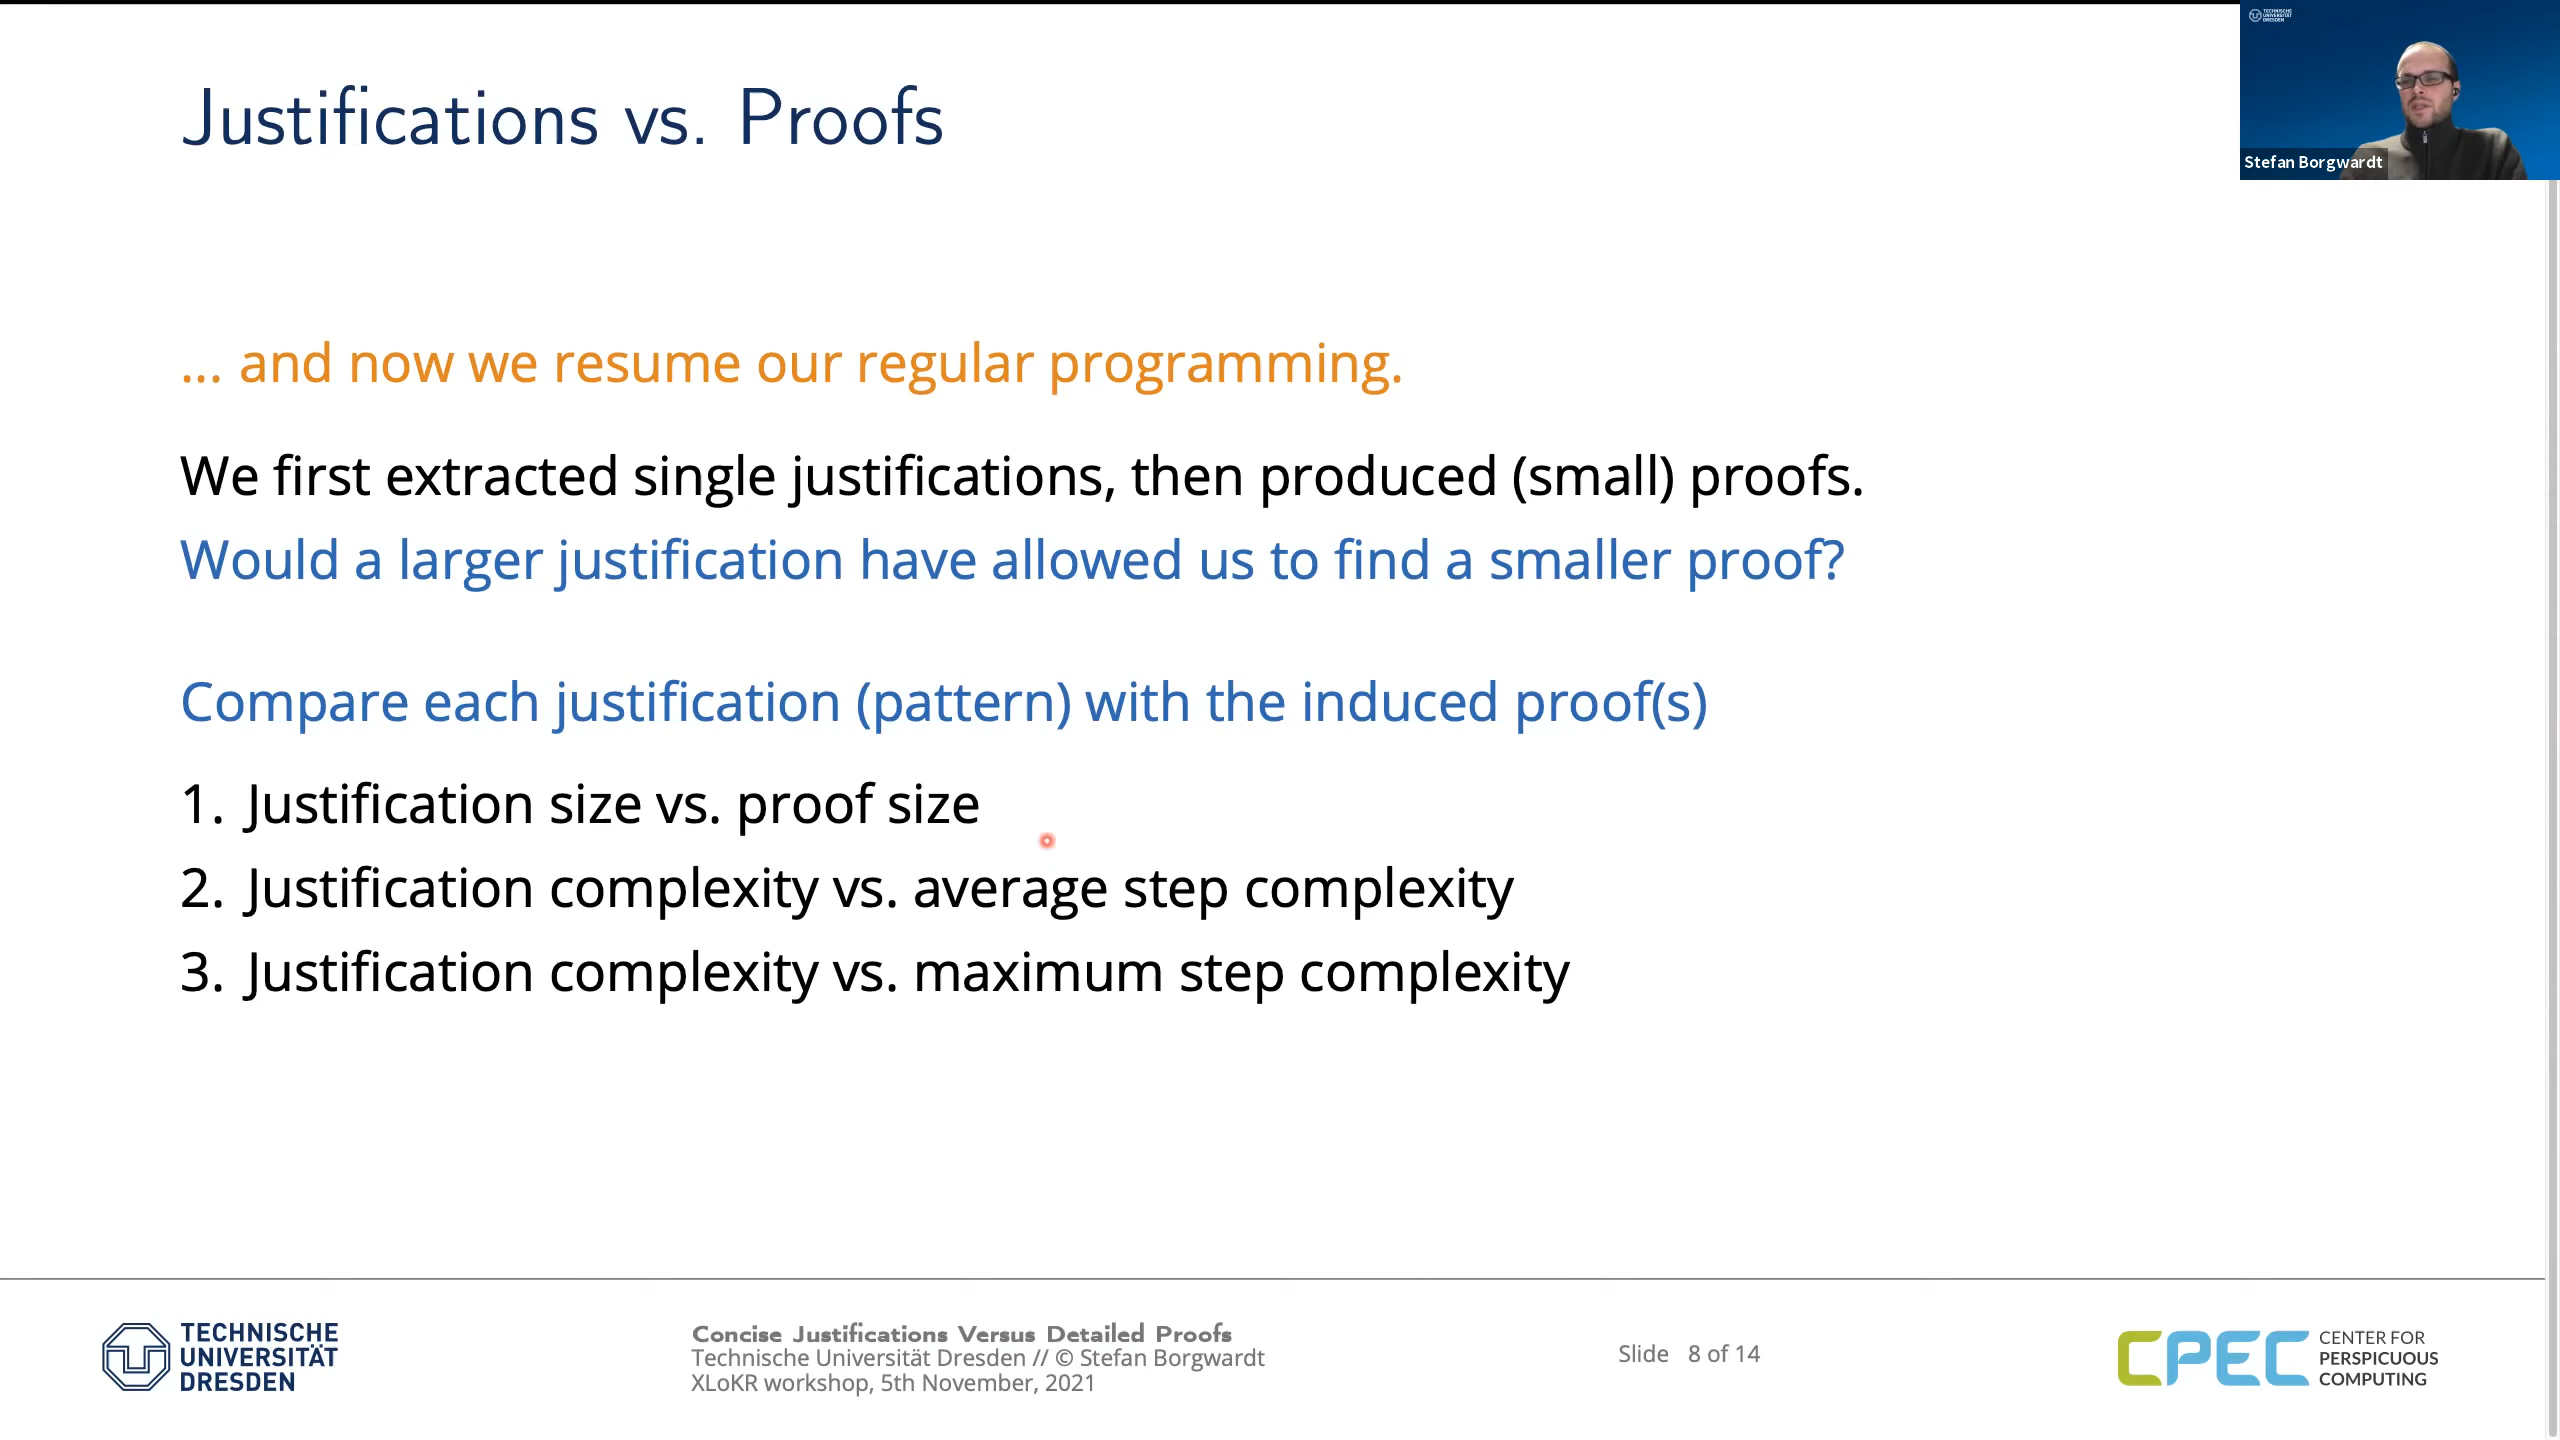 TECHNISCHE
UNIVERSITÄT
DRESDEN
Stefan Borgwardt
Justifications vs. Proofs
... and now we resume our regular programming.
We first extracted single justifications, then produced (small) proofs.
Would a larger justification have allowed us to find a smaller proof?
Compare each justification (pattern) with the induced proof(s)
1. Justification size vs. proof size
2. Justification complexity vs. average step complexity
3. Justification complexity vs. maximum step complexity
TECHNISCHE
UNIVERSITÄT
DRESDEN
Concise Justifications Versus Detailed Proofs
Technische Universität Dresden // © Stefan Borgwardt
XLoKR workshop, 5th November, 2021
Slide 8 of 14
CPEC
CENTER FOR
PERSPICUOUS
COMPUTING